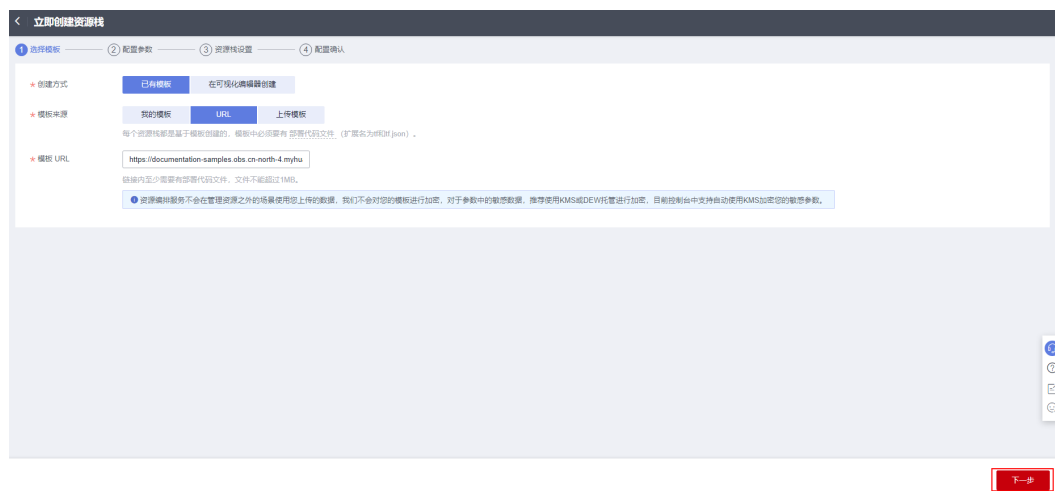 立即创建资源栈
1 选择模板 2 配置参数 3 资源栈设置 4 配置确认
* 创建方式 已有模板 在可视化编辑器创建
* 模板来源 我的模板 URL 上传模板
每个资源栈都是基于模板创建的，模板中必须要有 部署代码文件 （扩展名为tf和tf.json）。
* 模板 URL https://documentation-samples.obs.cn-north-4.myhu
链接内至少需要有部署代码文件，文件不能超过1MB。
资源编排服务不会在管理资源之外的场景使用您上传的数据，我们不会对您的模板进行加密，对于参数中的敏感数据，推荐使用KMS或DEW托管进行加密，目前控制台中支持自动使用KMS加密您的敏感参数。
下一步